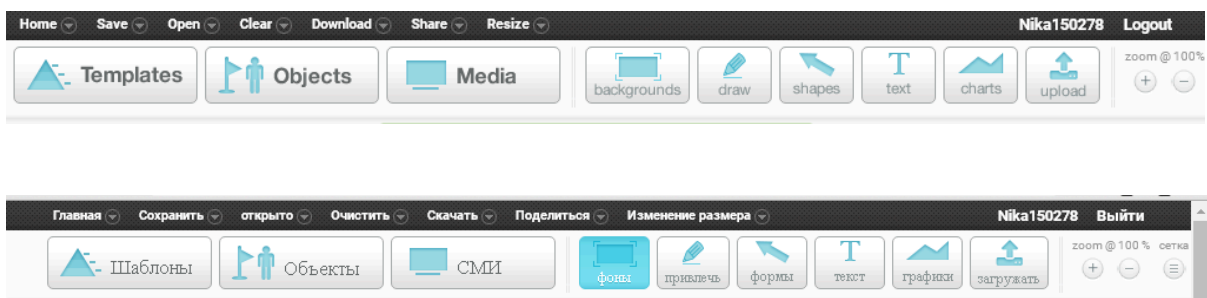 Home Save Open Clear Download Share Resize Nika150278 Logout
Templates Objects Media backgrounds draw shapes text charts upload zoom @ 100%
Главная Сохранить открыто Очистить Скачать Поделиться Изменение размера Nika150278 Выйти
Шаблоны Объекты СМИ фоны привлечь формы текст графики загружать zoom @ 100 % сетка